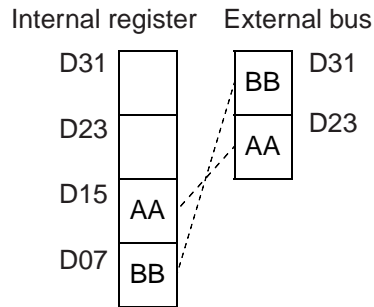 Internal register External bus
D31 D31
BB
D23 D23
AA
D15
AA
D07
BB